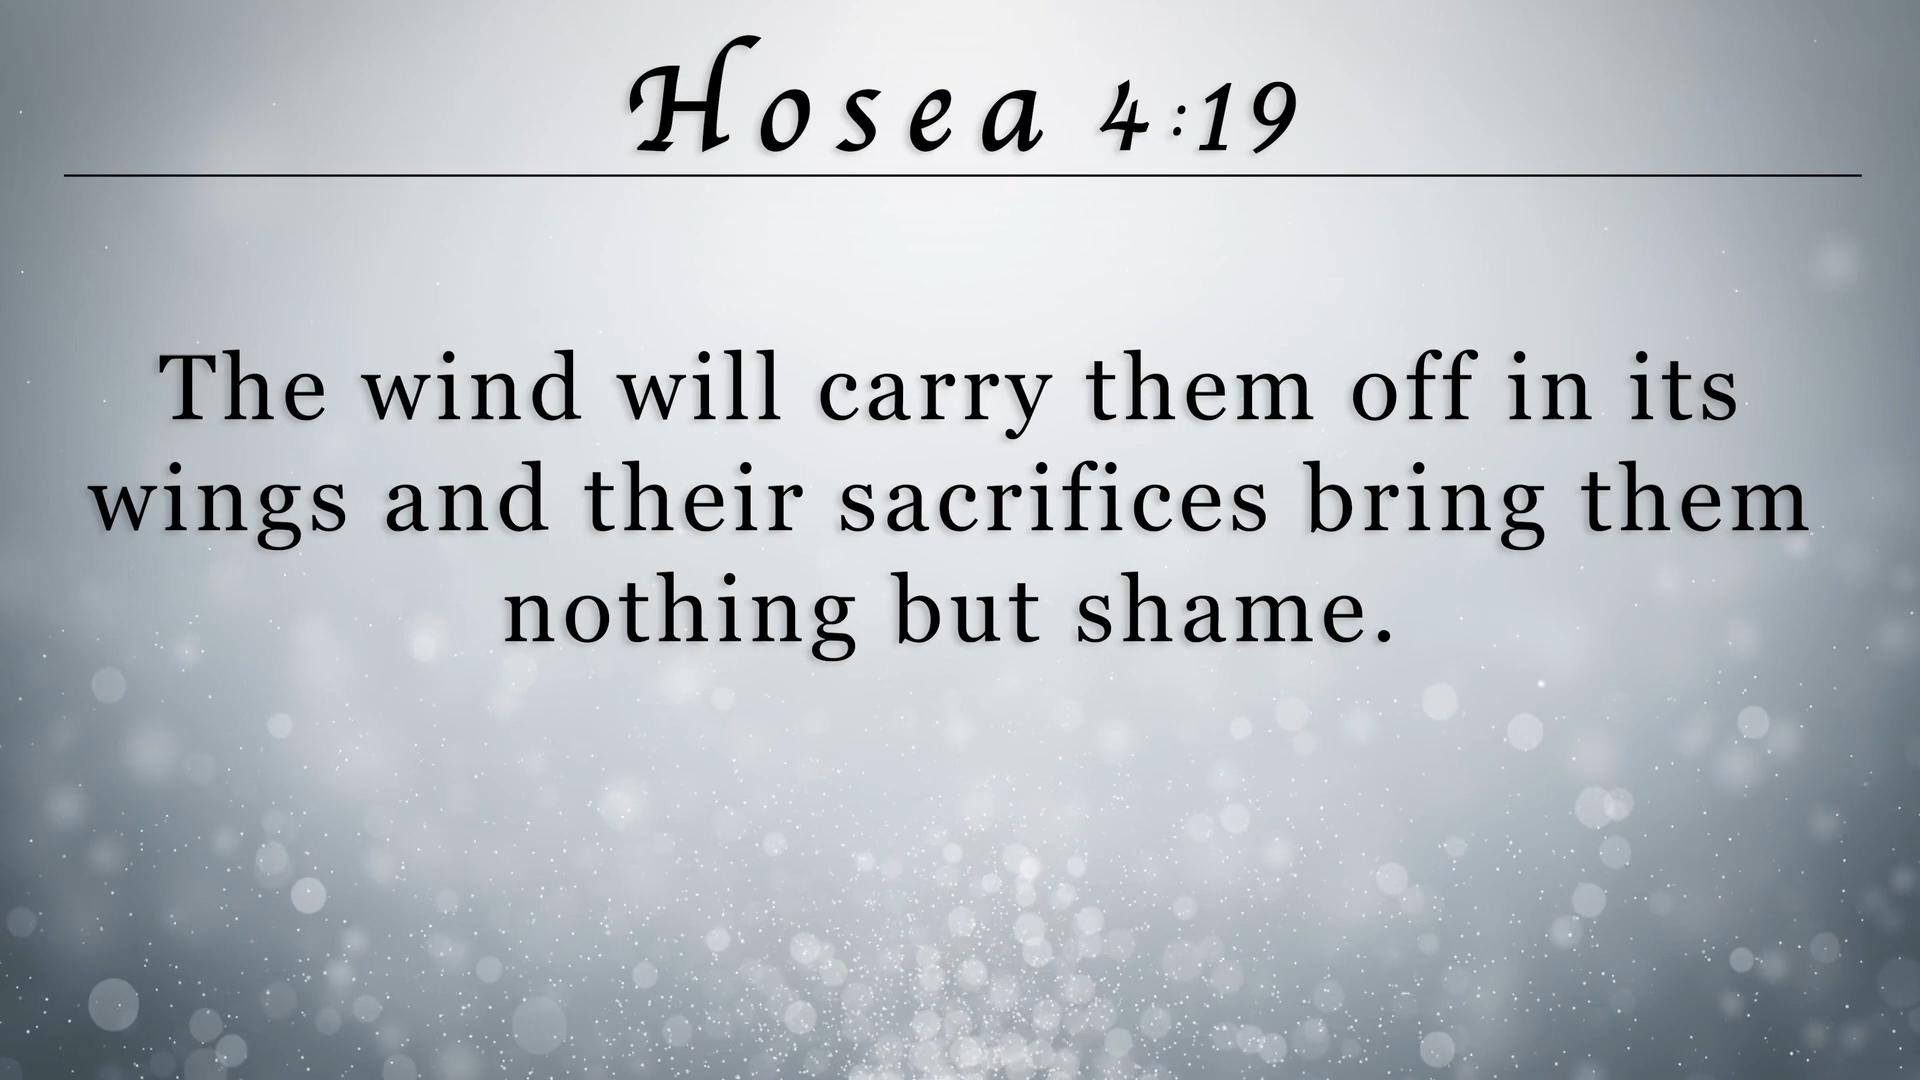 Hosea 4:19
The wind will carry them off in its
wings and their sacrifices bring them
nothing but shame.